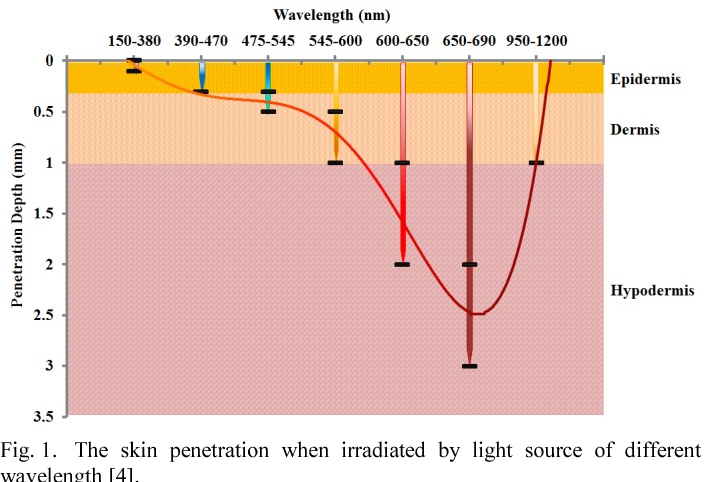 Wavelength (nm)
150-380 390-470 475-545 545-600 600-650 650-690 950-1200
Penetration Depth (mm)
0
0.5
1
1.5
2
2.5
3
3.5
Epidermis
Dermis
Hypodermis
Fig. 1. The skin penetration when irradiated by light source of different
wavelength [4].